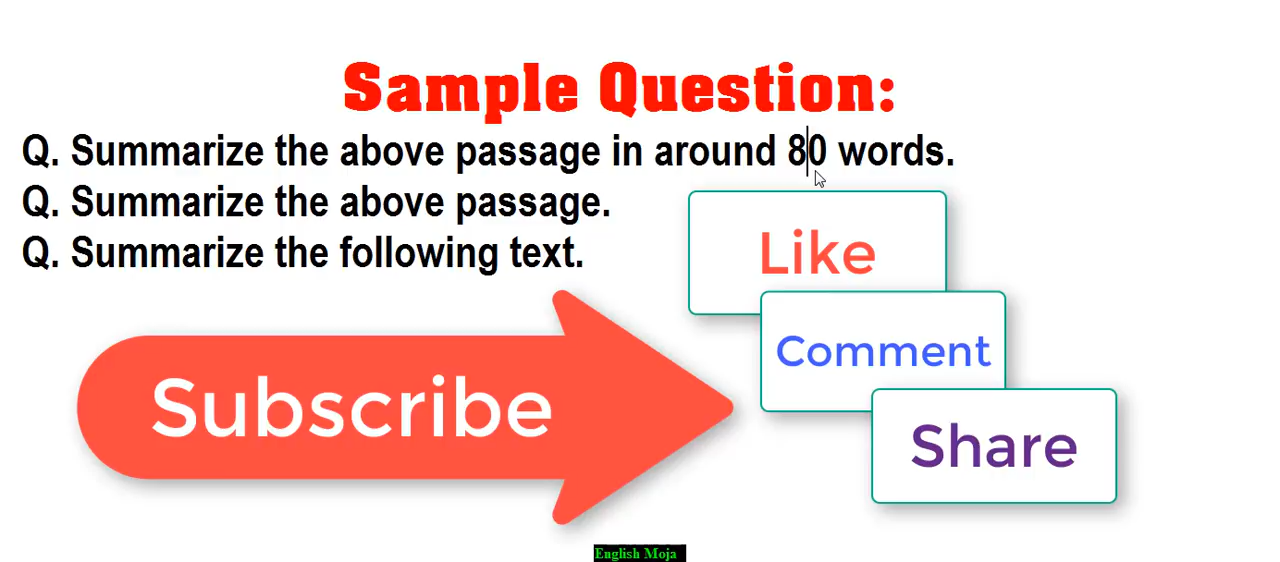 Sample Question:
Q. Summarize the above passage in around 80 words.
Q. Summarize the above passage.
Q. Summarize the following text.
Like
Comment
Subscribe
Share
English Moja